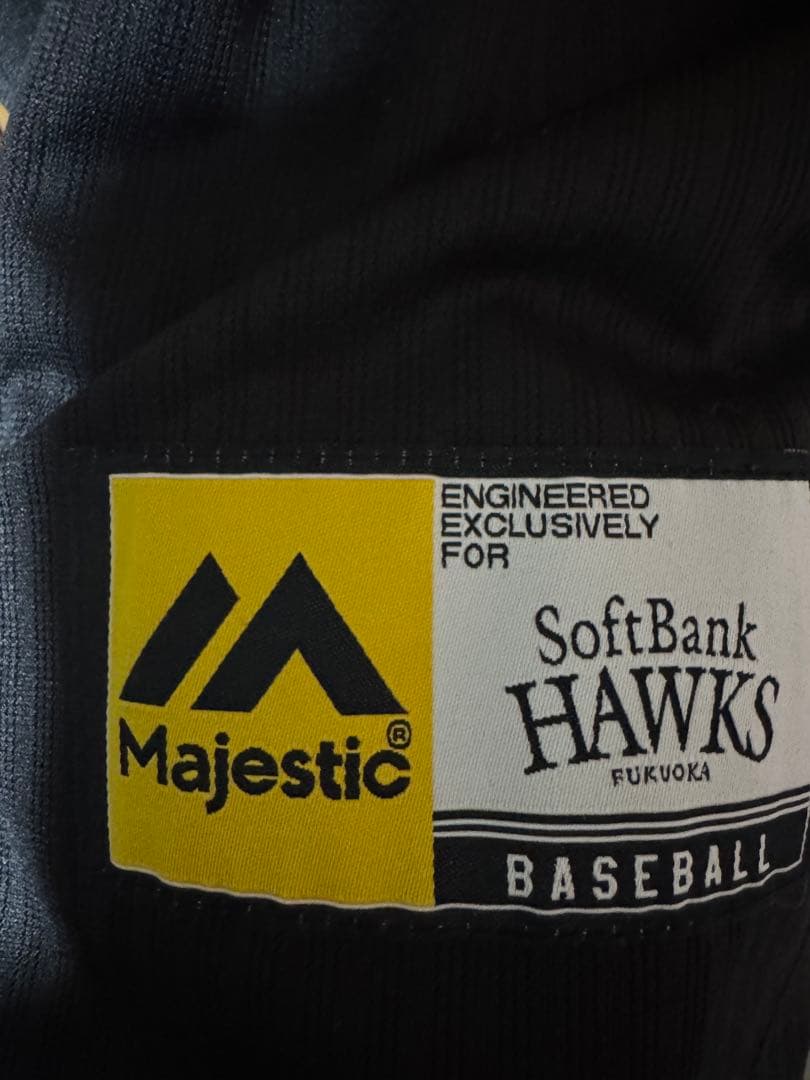 Majestic®
ENGINEERED
EXCLUSIVELY
FOR
SoftBank
HAWKS
FUKUOKA
BASEBALL